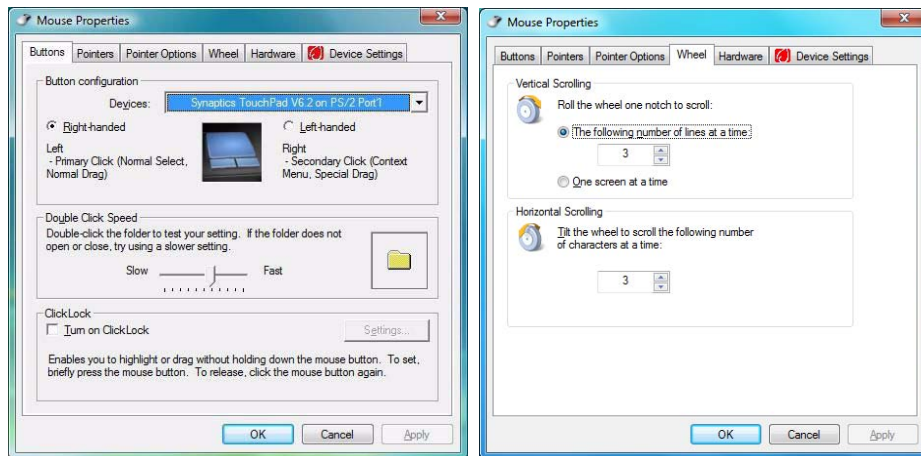 Mouse Properties
Buttons Pointers Pointer Options Wheel Hardware Device Settings
Button configuration
Devices: Synaptics TouchPad V6.2 on PS/2 Port1
Right-handed Left-handed
Left
- Primary Click (Normal Select,
Normal Drag)
Right
- Secondary Click (Context
Menu, Special Drag)
Double Click Speed
Double-click the folder to test your setting. If the folder does not
open or close, try using a slower setting.
Slow Fast
ClickLock
Turn on ClickLock Settings...
Enables you to highlight or drag without holding down the mouse button. To set,
briefly press the mouse button. To release, click the mouse button again.
OK Cancel Apply
Mouse Properties
Buttons Pointers Pointer Options Wheel Hardware Device Settings
Vertical Scrolling
Roll the wheel one notch to scroll:
The following number of lines at a time:
3
One screen at a time
Horizontal Scrolling
Tilt the wheel to scroll the following number
of characters at a time:
3
OK Cancel Apply